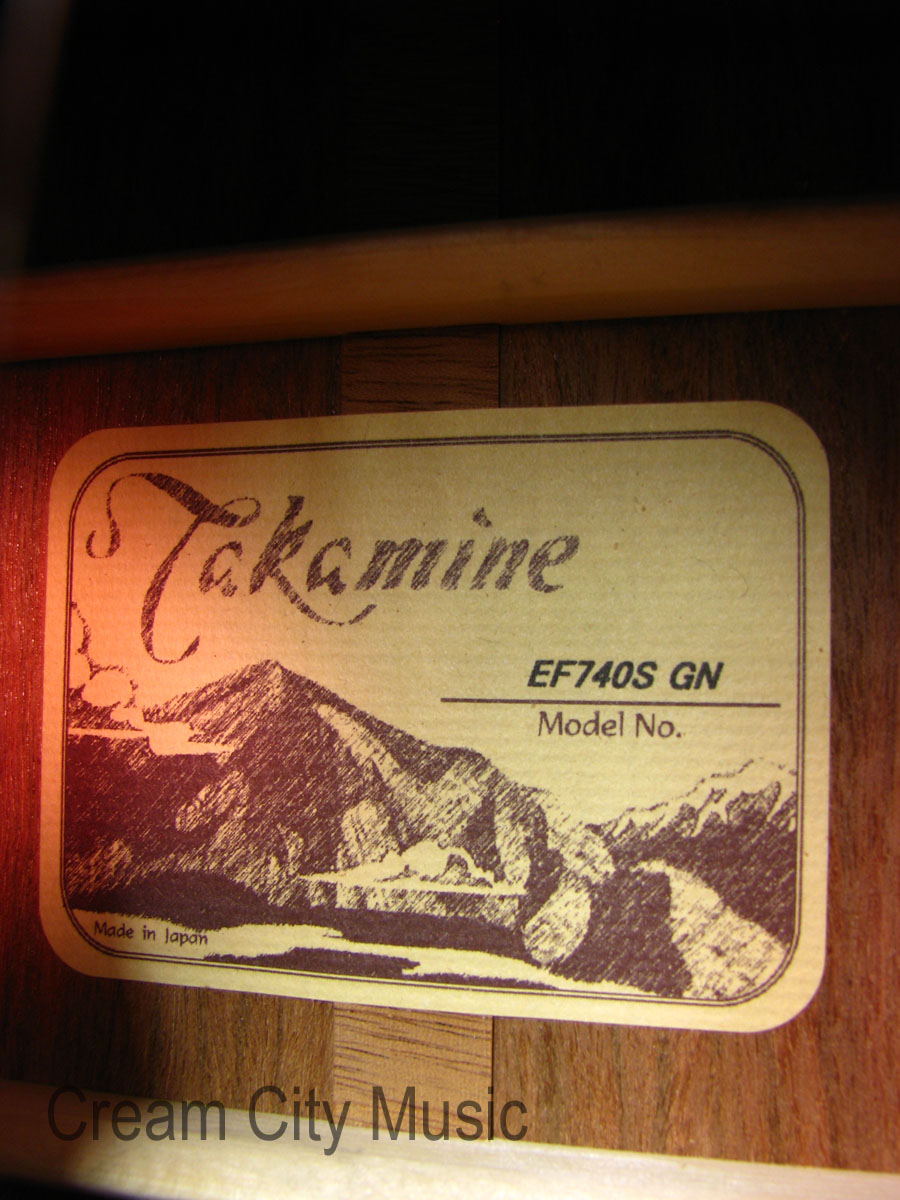 Takamine
EF740S GN
Model No.
Made in Japan
Cream City Music